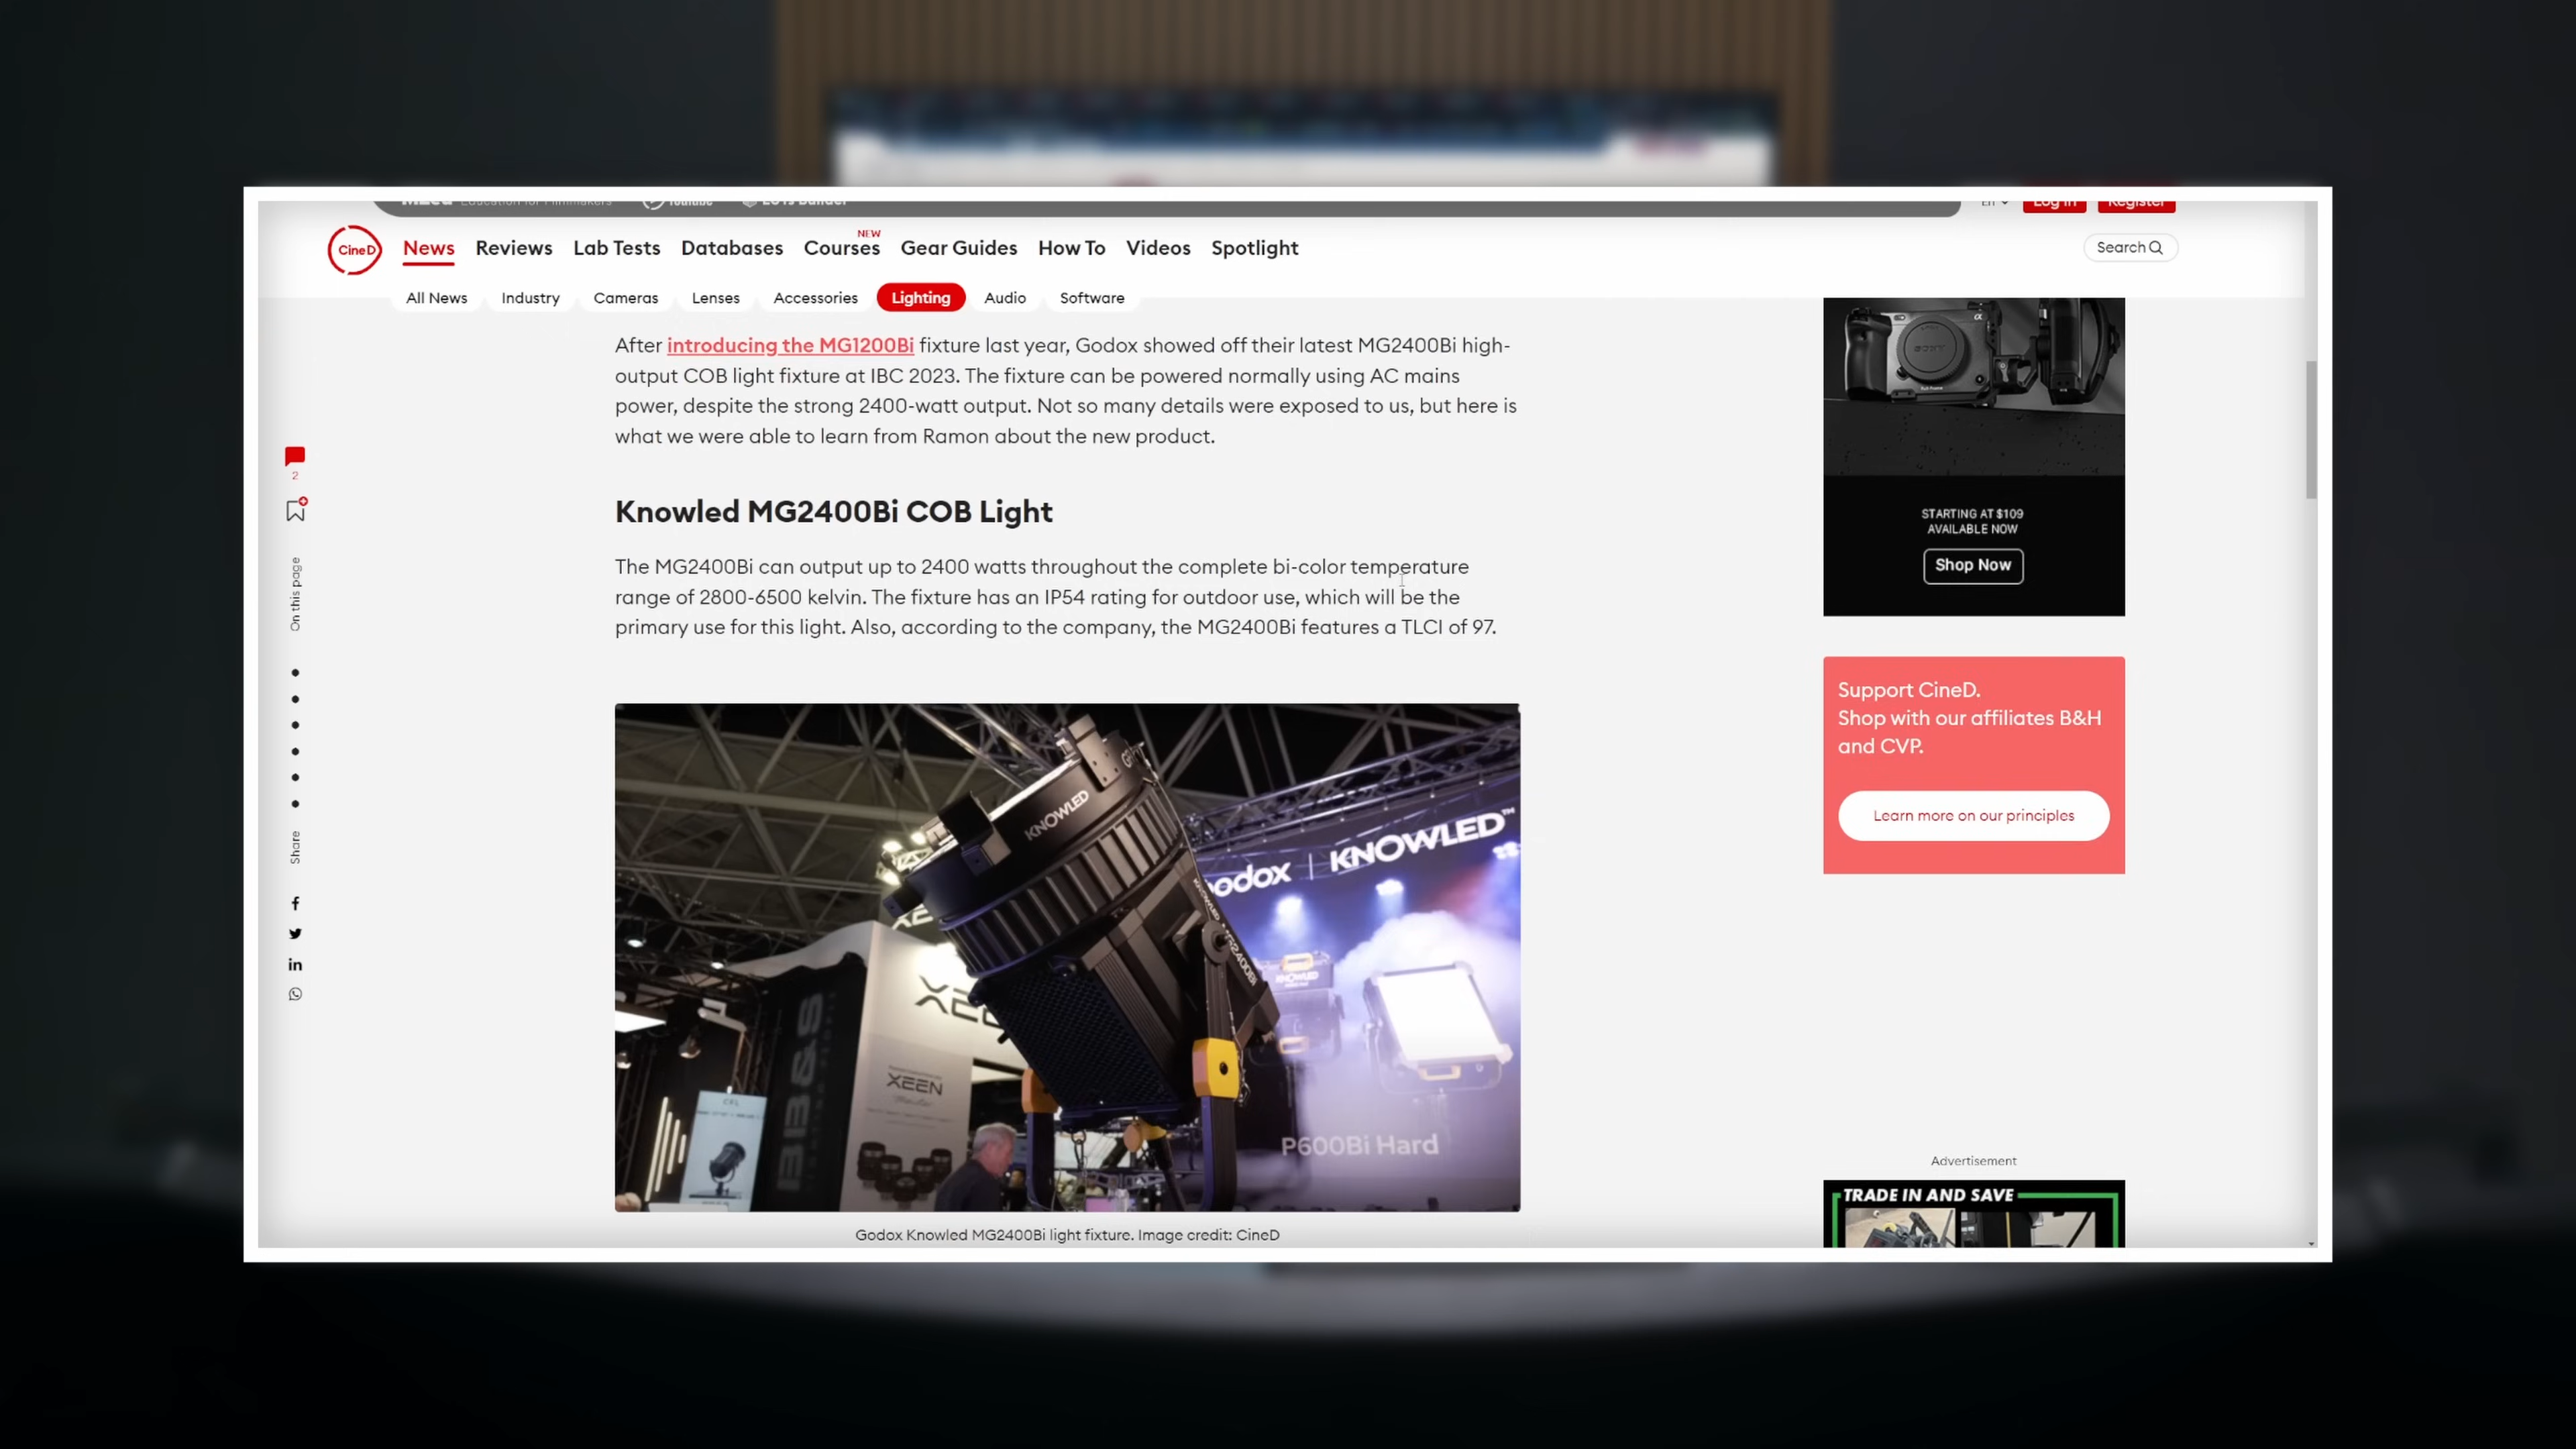 CineD
News
Reviews
Lab Tests
Databases
Courses
NEW
Gear Guides
How To
Videos
Spotlight
Search
All News
Industry
Cameras
Lenses
Accessories
Lighting
Audio
Software
After introducing the MG1200Bi fixture last year, Godox showed off their latest MG2400Bi high-
output COB light fixture at IBC 2023. The fixture can be powered normally using AC mains
power, despite the strong 2400-watt output. Not so many details were exposed to us, but here is
what we were able to learn from Ramon about the new product.
2
On this page
Share
Knowled MG2400Bi COB Light
The MG2400Bi can output up to 2400 watts throughout the complete bi-color temperature
range of 2800-6500 kelvin. The fixture has an IP54 rating for outdoor use, which will be the
primary use for this light. Also, according to the company, the MG2400Bi features a TLCI of 97.
KNOWLED
KNOWLED MG2400Bi
odox | KNOWLED™
XEEN
P600Bi Hard
Godox Knowled MG2400Bi light fixture. Image credit: CineD
SONY
STARTING AT $109
AVAILABLE NOW
Shop Now
Support CineD.
Shop with our affiliates B&H
and CVP.
Learn more on our principles
Advertisement
TRADE IN AND SAVE